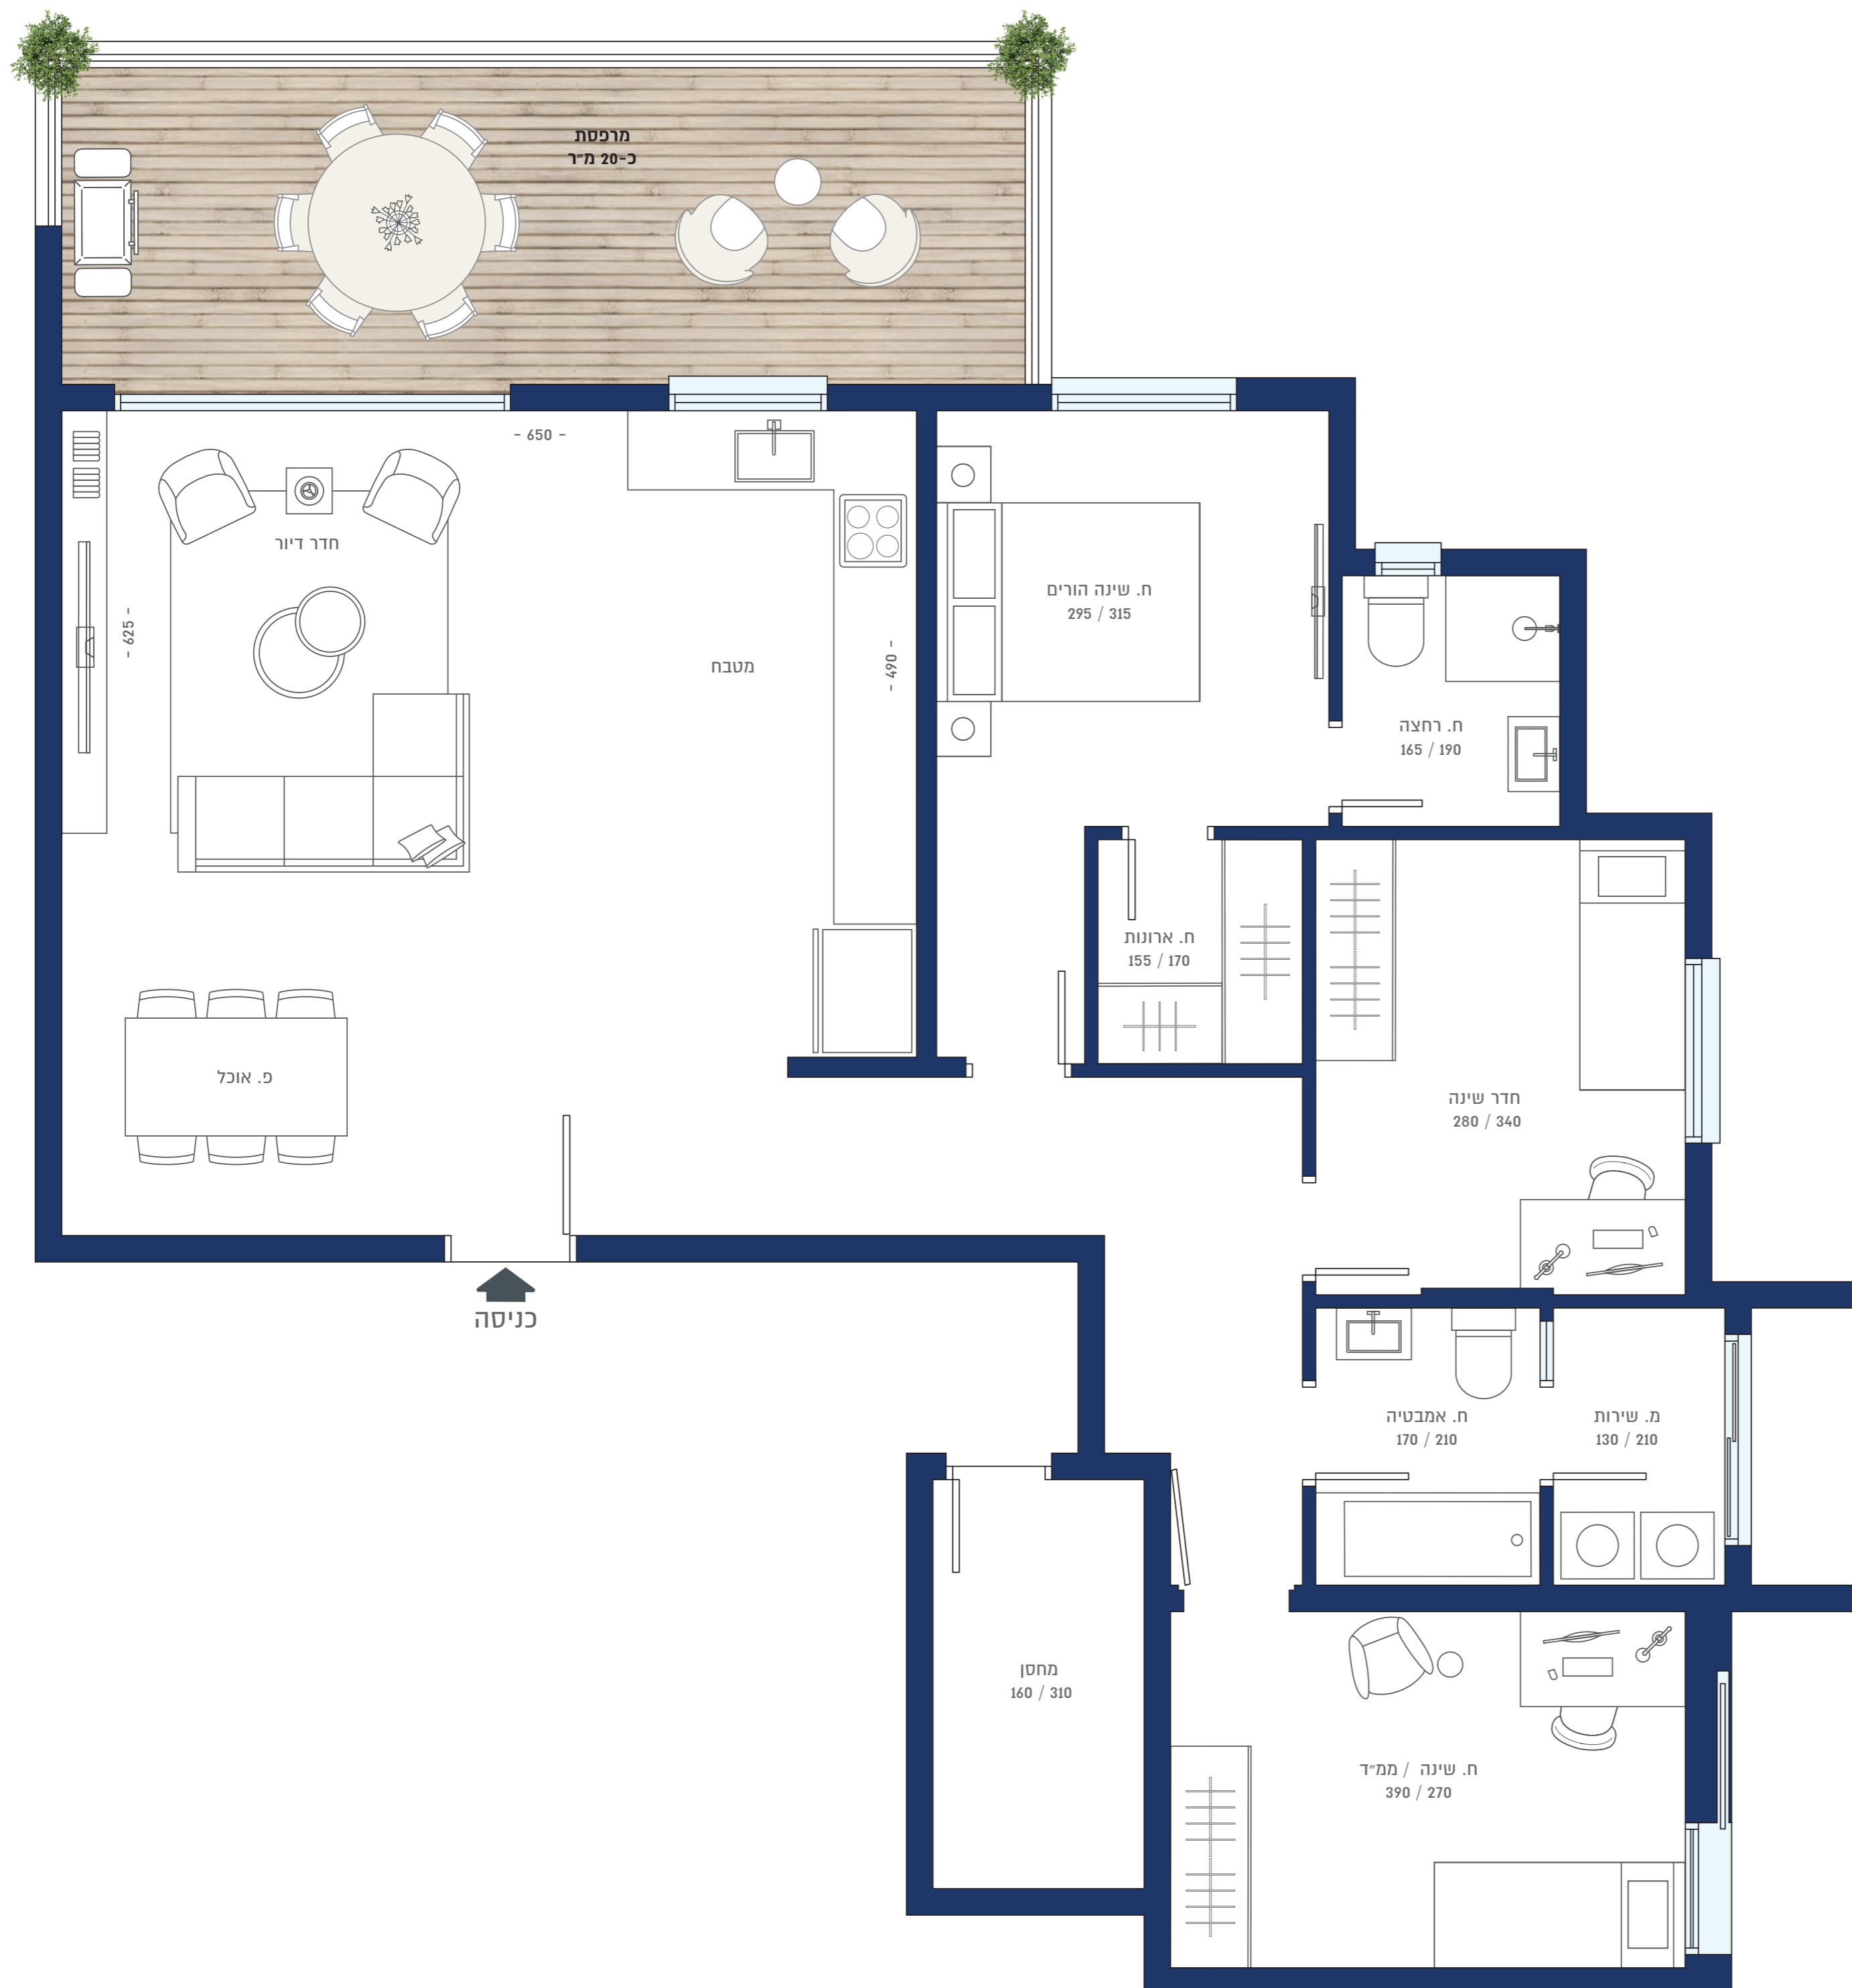 מרפסת
כ-20 מ״ר
- 650 -
חדר דיור
- 625 -
מטבח
- 490 -
ח. שינה הורים
295 / 315
ח. רחצה
165 / 190
ח. ארונות
155 / 170
פ. אוכל
חדר שינה
280 / 340
כניסה
ח. אמבטיה
170 / 210
מ. שירות
130 / 210
מחסן
160 / 310
ח. שינה / ממ״ד
390 / 270